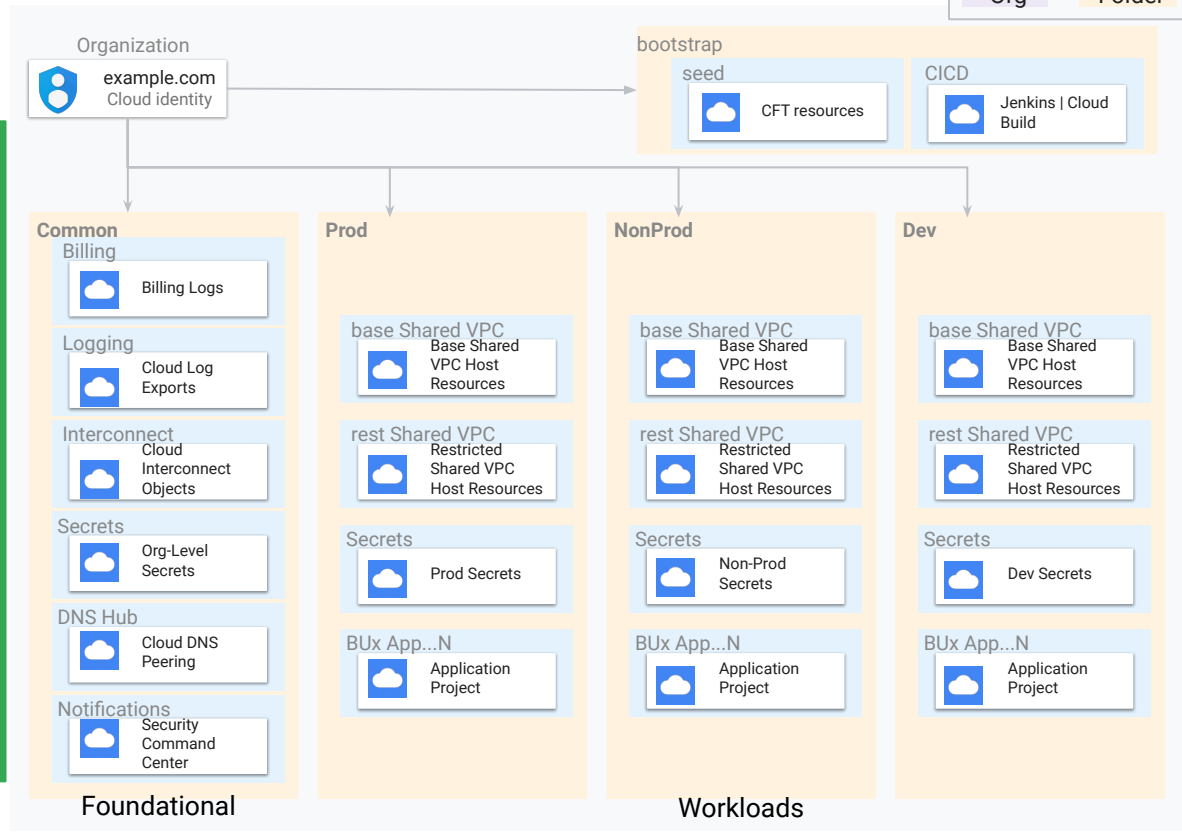 Org
Folder
Organization
example.com
Cloud identity
bootstrap
seed
CFT resources
CICD
Jenkins | Cloud
Build
Common
Billing
Billing Logs
Logging
Cloud Log
Exports
Interconnect
Cloud
Interconnect
Objects
Secrets
Org-Level
Secrets
DNS Hub
Cloud DNS
Peering
Notifications
Security
Command
Center
Foundational
Prod
base Shared VPC
Base Shared
VPC Host
Resources
rest Shared VPC
Restricted
Shared VPC
Host Resources
Secrets
Prod Secrets
BUx App...N
Application
Project
NonProd
base Shared VPC
Base Shared
VPC Host
Resources
rest Shared VPC
Restricted
Shared VPC
Host Resources
Secrets
Non-Prod
Secrets
BUx App...N
Application
Project
Dev
base Shared VPC
Base Shared
VPC Host
Resources
rest Shared VPC
Restricted
Shared VPC
Host Resources
Secrets
Dev Secrets
BUx App...N
Application
Project
Workloads